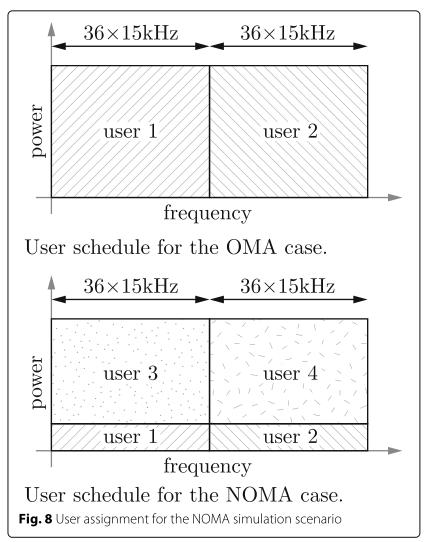 36×15kHz 36×15kHz
power
user 1 user 2
frequency
User schedule for the OMA case.
36×15kHz 36×15kHz
power
user 3 user 4
user 1 user 2
frequency
User schedule for the NOMA case.
Fig. 8 User assignment for the NOMA simulation scenario